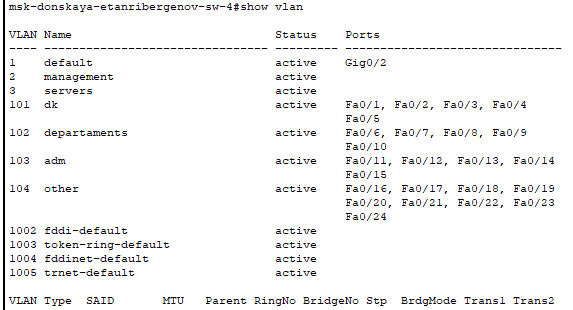 msk-donskaya-etanribergenov-sw-4#show vlan
VLAN Name Status Ports
---- -------------------------------- --------- -------------------------------
1 default active Gig0/2
2 management active
3 servers active
101 dk active Fa0/1, Fa0/2, Fa0/3, Fa0/4
Fa0/5
102 departaments active Fa0/6, Fa0/7, Fa0/8, Fa0/9
Fa0/10
103 adm active Fa0/11, Fa0/12, Fa0/13, Fa0/14
Fa0/15
104 other active Fa0/16, Fa0/17, Fa0/18, Fa0/19
Fa0/20, Fa0/21, Fa0/22, Fa0/23
Fa0/24
1002 fddi-default active
1003 token-ring-default active
1004 fddinet-default active
1005 trnet-default active
VLAN Type SAID MTU Parent RingNo BridgeNo Stp BrdgMode Trans1 Trans2